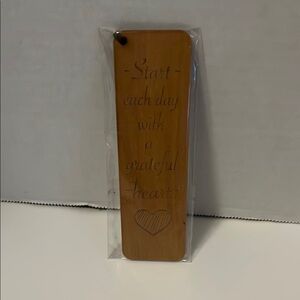 - Start -
each day
with
a
grateful
- heart -